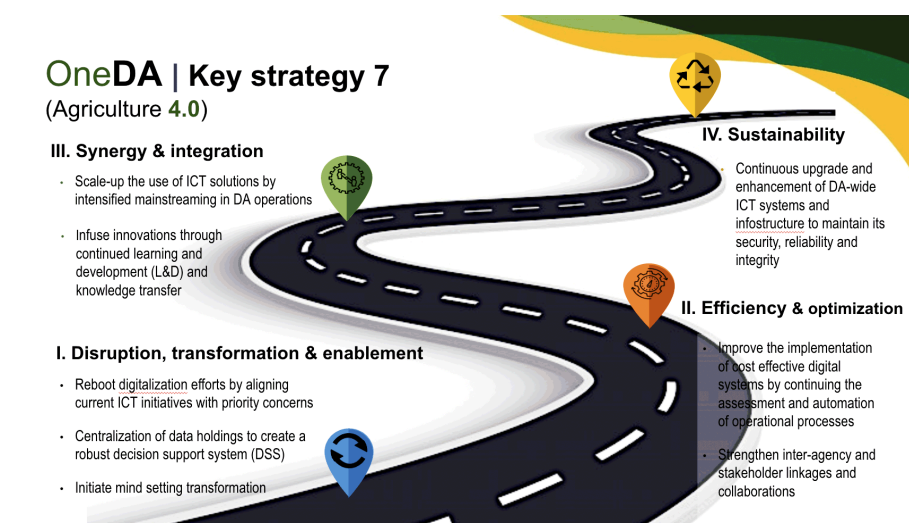 OneDA | Key strategy 7
(Agriculture 4.0)
I. Disruption, transformation & enablement
• Reboot digitalization efforts by aligning
current ICT initiatives with priority concerns
• Centralization of data holdings to create a
robust decision support system (DSS)
• Initiate mind setting transformation
II. Efficiency & optimization
• Improve the implementation
of cost effective digital
systems by continuing the
assessment and automation
of operational processes
• Strengthen inter-agency and
stakeholder linkages and
collaborations
III. Synergy & integration
• Scale-up the use of ICT solutions by
intensified mainstreaming in DA operations
• Infuse innovations through
continued learning and
development (L&D) and
knowledge transfer
IV. Sustainability
• Continuous upgrade and
enhancement of DA-wide
ICT systems and
infostructure to maintain its
security, reliability and
integrity